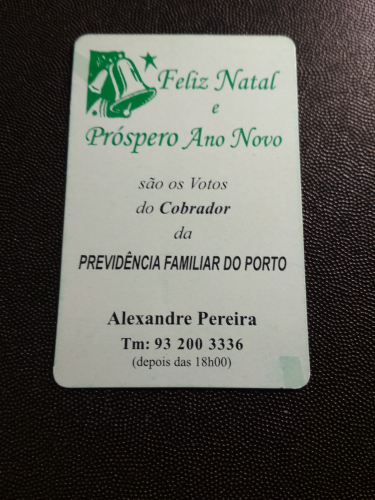 Feliz Natal
e
Próspero Ano Novo
são os Votos
do Cobrador
da
PREVIDÊNCIA FAMILIAR DO PORTO
Alexandre Pereira
Tm: 93 200 3336
(depois das 18h00)